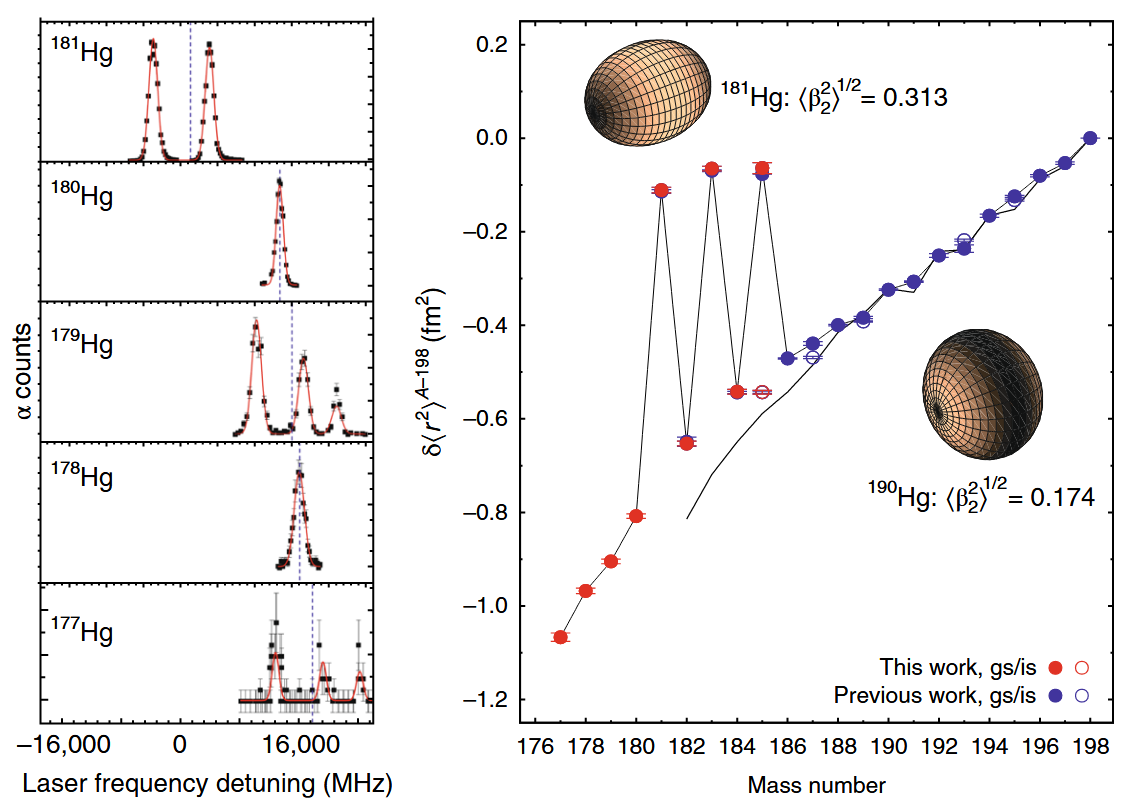 181Hg
180Hg
179Hg
178Hg
177Hg
α counts
−16,000 0 16,000
Laser frequency detuning (MHz)
0.2
0.0
−0.2
−0.4
−0.6
−0.8
−1.0
−1.2
δ⟨r²⟩^A−198 (fm²)
181Hg: ⟨β₂²⟩^1/2 = 0.313
190Hg: ⟨β₂²⟩^1/2 = 0.174
This work, gs/is
Previous work, gs/is
176 178 180 182 184 186 188 190 192 194 196 198
Mass number